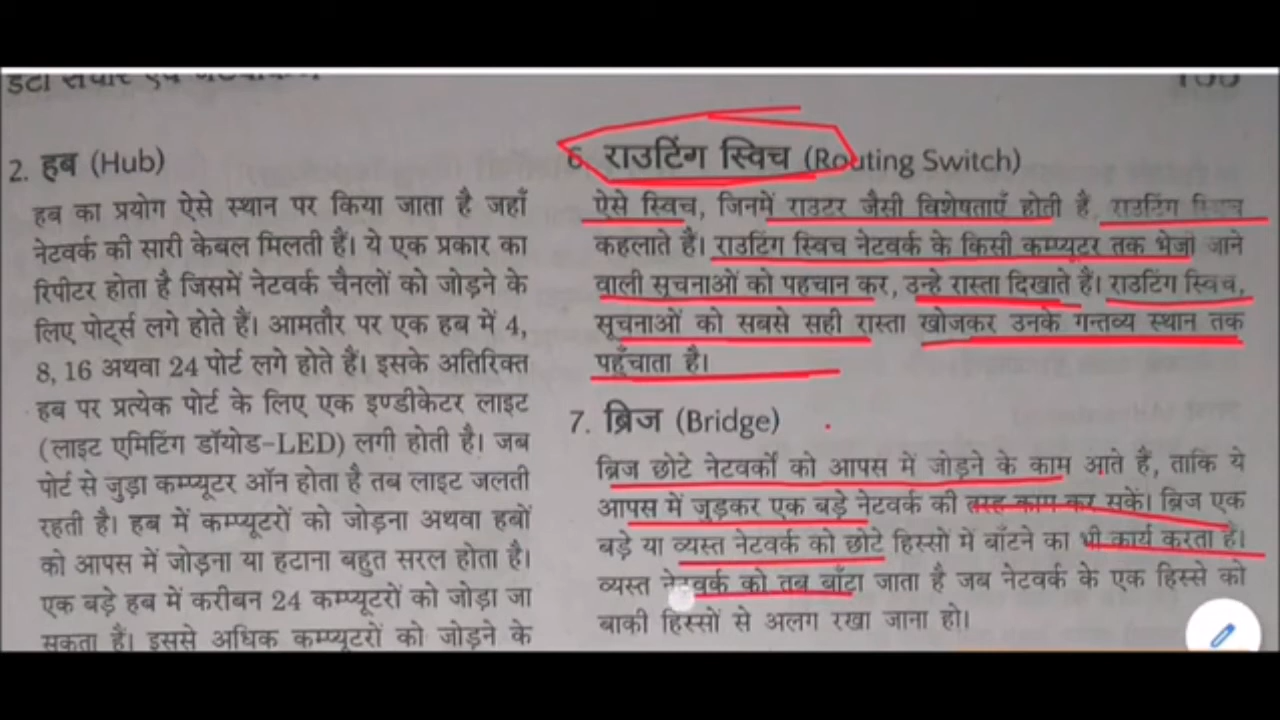 2. हब (Hub)
हब का प्रयोग ऐसे स्थान पर किया जाता है जहाँ
नेटवर्क की सारी केबल मिलती हैं। ये एक प्रकार का
रिपीटर होता है जिसमें नेटवर्क चैनलों को जोड़ने के
लिए पोर्ट्स लगे होते हैं। आमतौर पर एक हब में 4,
8, 16 अथवा 24 पोर्ट लगे होते हैं। इसके अतिरिक्त
हब पर प्रत्येक पोर्ट के लिए एक इण्डीकेटर लाइट
(लाइट एमिटिंग डॉयोड-LED) लगी होती है। जब
पोर्ट से जुड़ा कम्प्यूटर ऑन होता है तब लाइट जलती
रहती है। हब में कम्प्यूटरों को जोड़ना अथवा हबों
को आपस में जोड़ना या हटाना बहुत सरल होता है।
एक बड़े हब में करीबन 24 कम्प्यूटरों को जोड़ा जा
सकता है। इससे अधिक कम्प्यूटरों को जोड़ने के
6. राउटिंग स्विच (Routing Switch)
ऐसे स्विच, जिनमें राउटर जैसी विशेषताएँ होती हैं, राउटिंग स्विच
कहलाते हैं। राउटिंग स्विच नेटवर्क के किसी कम्प्यूटर तक भेजी जाने
वाली सूचनाओं को पहचान कर, उन्हे रास्ता दिखाते हैं। राउटिंग स्विच,
सूचनाओं को सबसे सही रास्ता खोजकर उनके गन्तव्य स्थान तक
पहुँचाता है।
7. ब्रिज (Bridge)
ब्रिज छोटे नेटवर्कों को आपस में जोड़ने के काम आते हैं, ताकि ये
आपस में जुड़कर एक बड़े नेटवर्क की तरह काम कर सकें। ब्रिज एक
बड़े या व्यस्त नेटवर्क को छोटे हिस्सों में बाँटने का भी कार्य करता है।
व्यस्त नेटवर्क को तब बाँटा जाता है जब नेटवर्क के एक हिस्से को
बाकी हिस्सों से अलग रखा जाना हो।